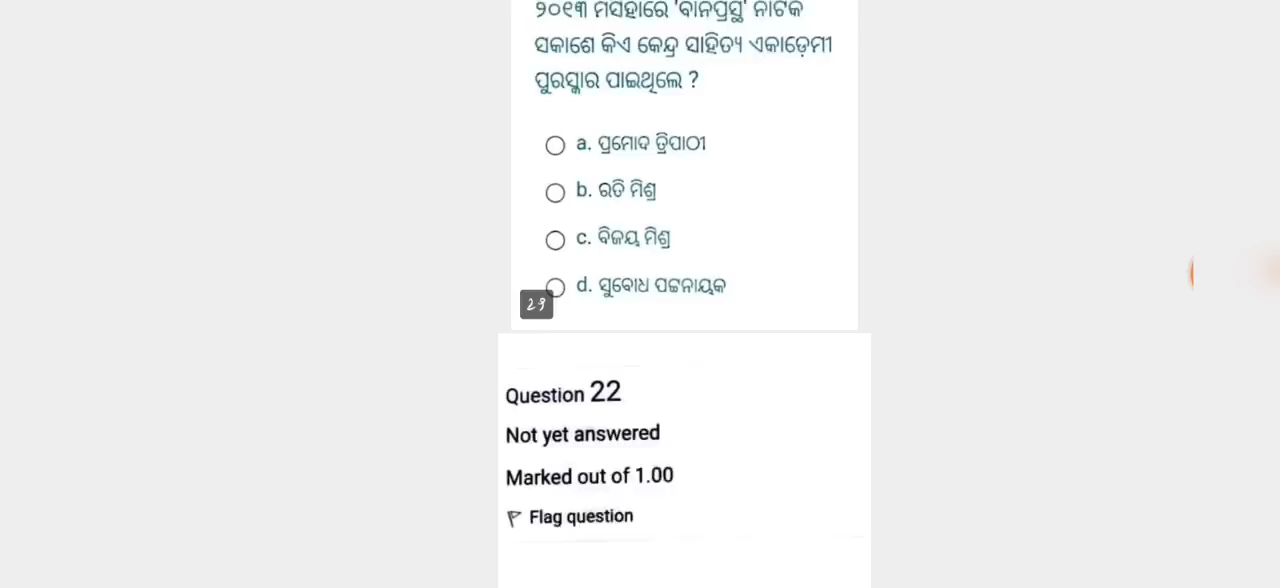 ୨୦୧୩ ମସିହାରେ 'ବାନପ୍ରସ୍ଥ' ନାଟକ
ସକାଶେ କିଏ କେନ୍ଦ୍ର ସାହିତ୍ୟ ଏକାଡ଼େମୀ
ପୁରସ୍କାର ପାଇଥିଲେ ?
a. ପ୍ରମୋଦ ତ୍ରିପାଠୀ
b. ରତି ମିଶ୍ର
c. ବିଜୟ ମିଶ୍ର
d. ସୁବୋଧ ପଟ୍ଟନାୟକ
Question 22
Not yet answered
Marked out of 1.00
Flag question